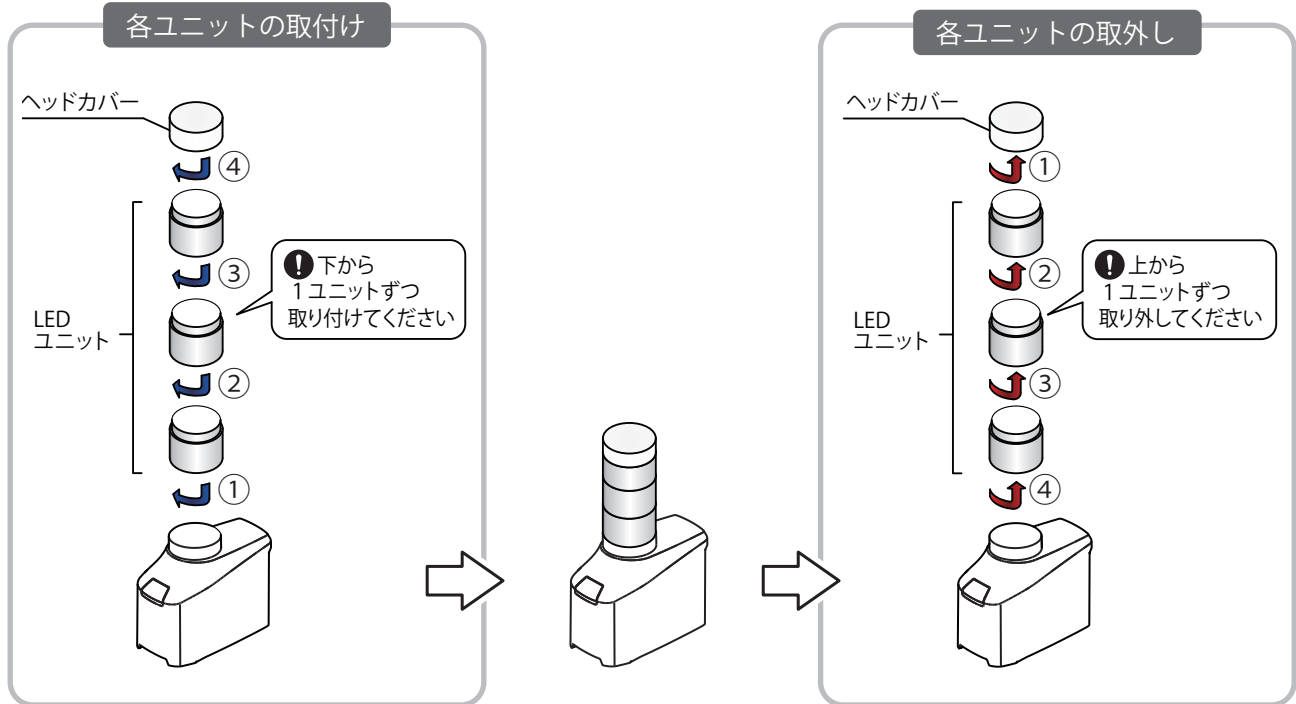 各ユニットの取付け
ヘッドカバー
④
③
❗下から
1ユニットずつ
取り付けてください
LED
ユニット
②
①
各ユニットの取外し
ヘッドカバー
①
②
❗上から
1ユニットずつ
取り外してください
LED
ユニット
③
④